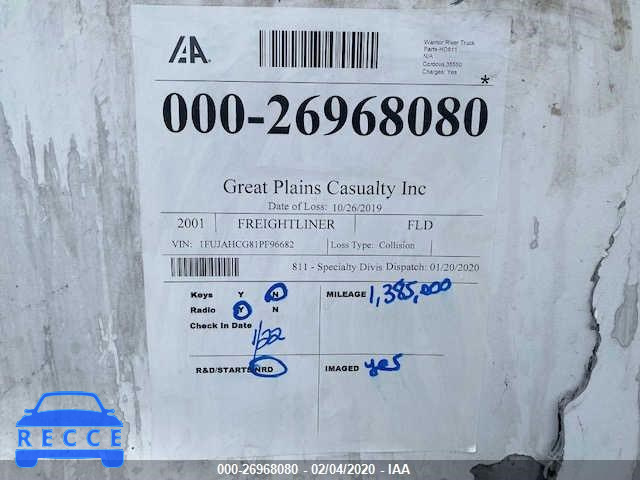 IAA
Warrior River Truck
Parts-HD811
N/A
Cordova 35550
Charges: Yes
*
000-26968080
Great Plains Casualty Inc
Date of Loss: 10/26/2019
2001 FREIGHTLINER FLD
VIN: 1FUJAHCG81PF96682 Loss Type: Collision
811 - Specialty Divis Dispatch: 01/20/2020
Keys Y N MILEAGE 1,385,000
Radio Y N
Check In Date
1/22
R&D/STARTS NRD IMAGED yes
RECCE
000-26968080 - 02/04/2020 - IAA